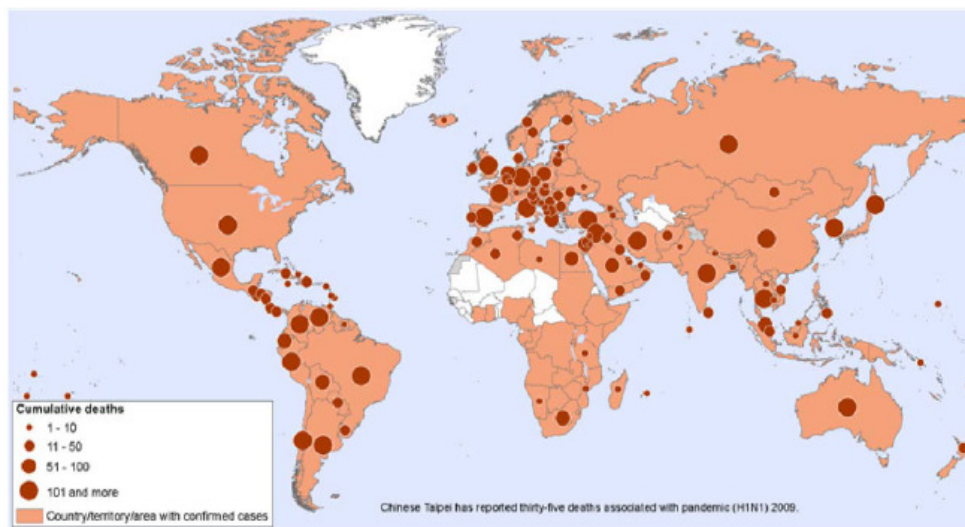 Cumulative deaths
1 - 10
11 - 50
51 - 100
101 and more
Country/territory/area with confirmed cases
Chinese Taipei has reported thirty-five deaths associated with pandemic (H1N1) 2009.